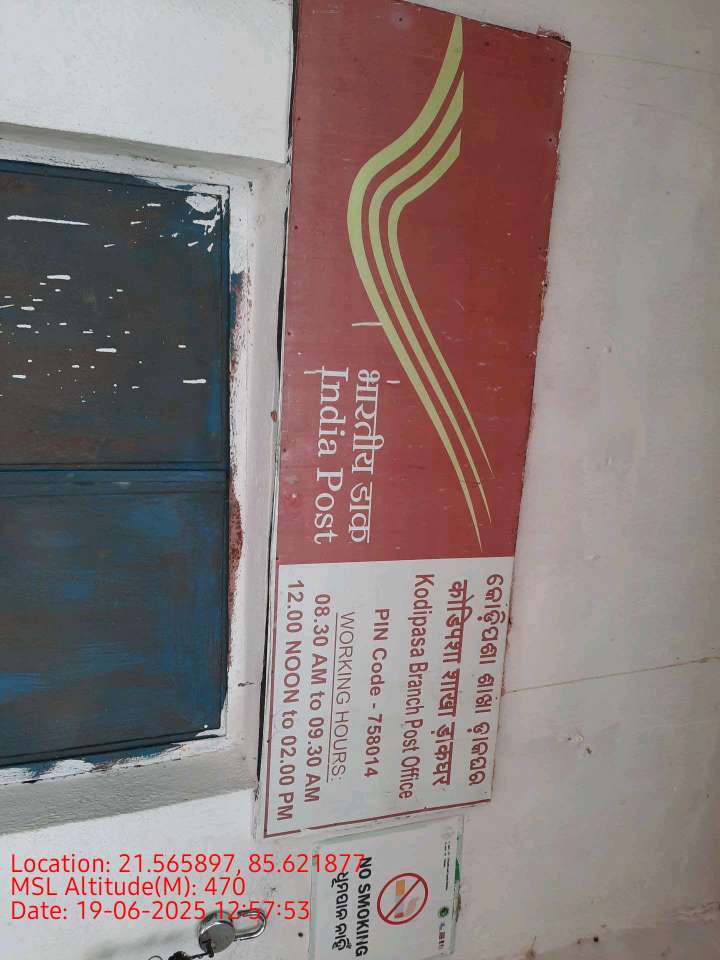 भारतीय डाक
India Post
କୋଡ଼ିପଶା ଶାଖା ଡାକଘର
कोडिपशा शाखा डाकघर
Kodipasa Branch Post Office
PIN Code - 758014
WORKING HOURS:
08.30 AM to 09.30 AM
12.00 NOON to 02.00 PM
NO SMOKING
ଧୂମପାନ ନାହିଁ
Location: 21.565897, 85.621877
MSL Altitude(M): 470
Date: 19-06-2025 12:57:53